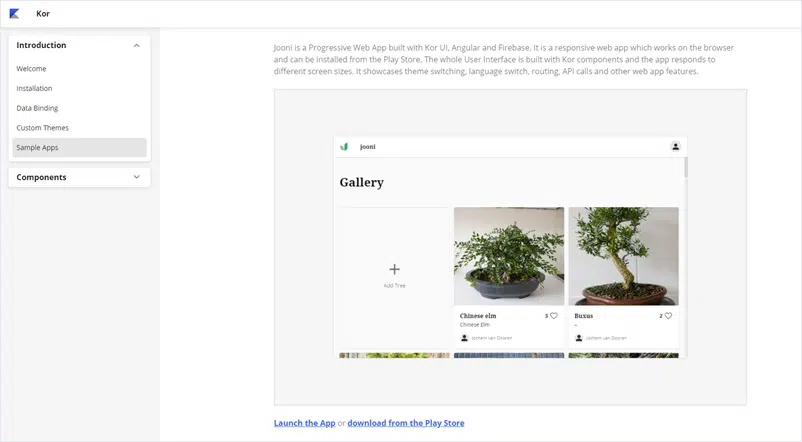 Kor
Introduction
Welcome
Installation
Data Binding
Custom Themes
Sample Apps
Components
Jooni is a Progressive Web App built with Kor UI, Angular and Firebase. It is a responsive web app which works on the browser
and can be installed from the Play Store. The whole User Interface is built with Kor components and the app responds to
different screen sizes. It showcases theme switching, language switch, routing, API calls and other web app features.
jooni
Gallery
Add Tree
Chinese elm 3
Chinese Elm
Jochem van Dooren
Buxus 2
–
Jochem van Dooren
Launch the App or download from the Play Store